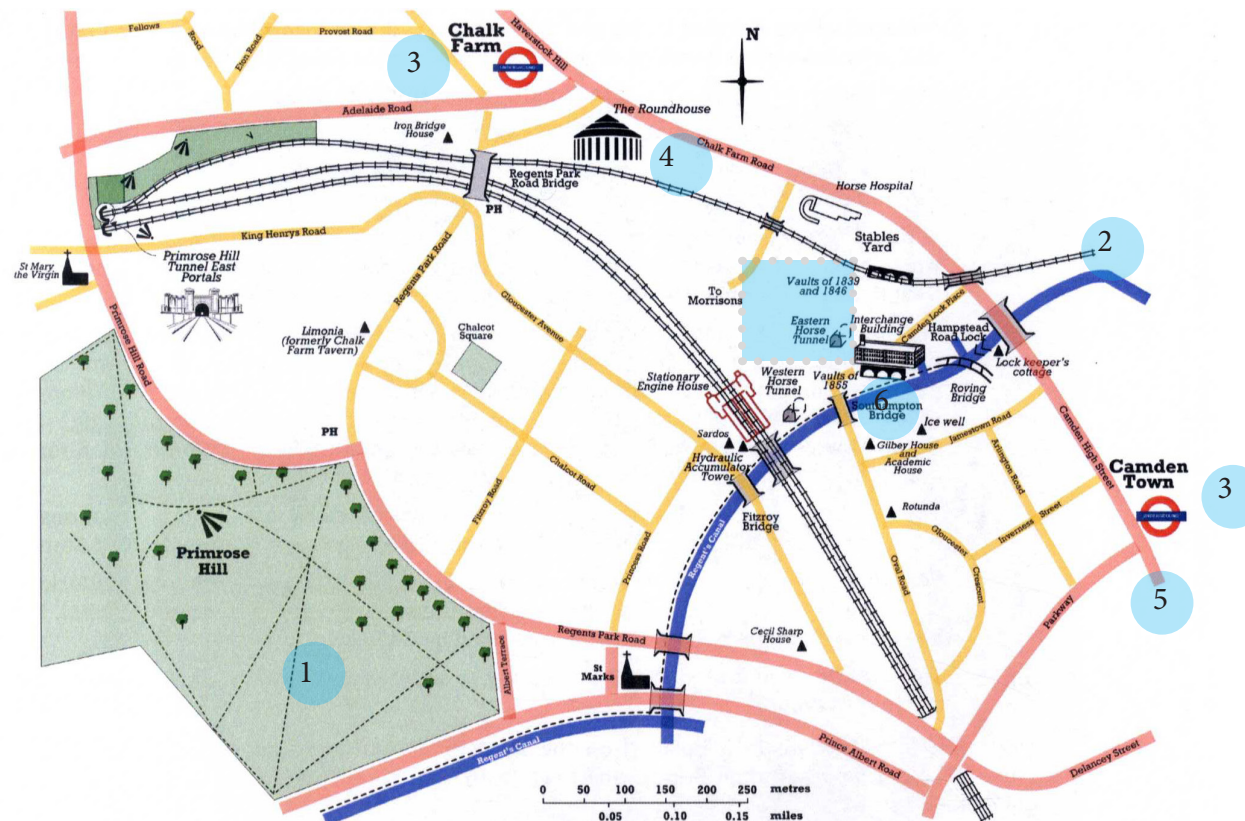 Fellows
Road
Eton Road
Provost Road
3
Chalk
Farm
Haverstock Hill
N
Adelaide Road
Iron Bridge
House
The Roundhouse
Regents Park
Road Bridge
4
Chalk Farm Road
Horse Hospital
Stables
Yard
2
PH
King Henrys Road
St Mary
the Virgin
Primrose Hill
Tunnel East
Portals
To
Morrisons
Vaults of 1839
and 1846
Eastern
Horse
Tunnel
Interchange
Building
Camden Lock Place
Hampstead
Road Lock
Lock keeper's
cottage
Roving
Bridge
Regents Park Road
Gloucester Avenue
Limonia
(formerly Chalk
Farm Tavern)
Chalcot
Square
Primrose Hill Road
Stationary
Engine House
Western
Horse
Tunnel
Vaults of
1855
6
Southampton
Bridge
Ice well
Jamestown Road
Gilbey House
and
Academic
House
Arlington Road
Camden High Street
PH
Sardos
Hydraulic
Accumulator
Tower
Chalcot Road
Fitzroy Road
Fitzroy
Bridge
Camden
Town
3
Rotunda
Inverness Street
Gloucester
Crescent
Oval Road
Primrose
Hill
Princess Road
Regent's Canal
Parkway
5
1
Albert Terrace
Regents Park Road
St
Marks
Cecil Sharp
House
Regent's Canal
Prince Albert Road
Delancey Street
0 50 100 150 200 250 metres
0.05 0.10 0.15 miles